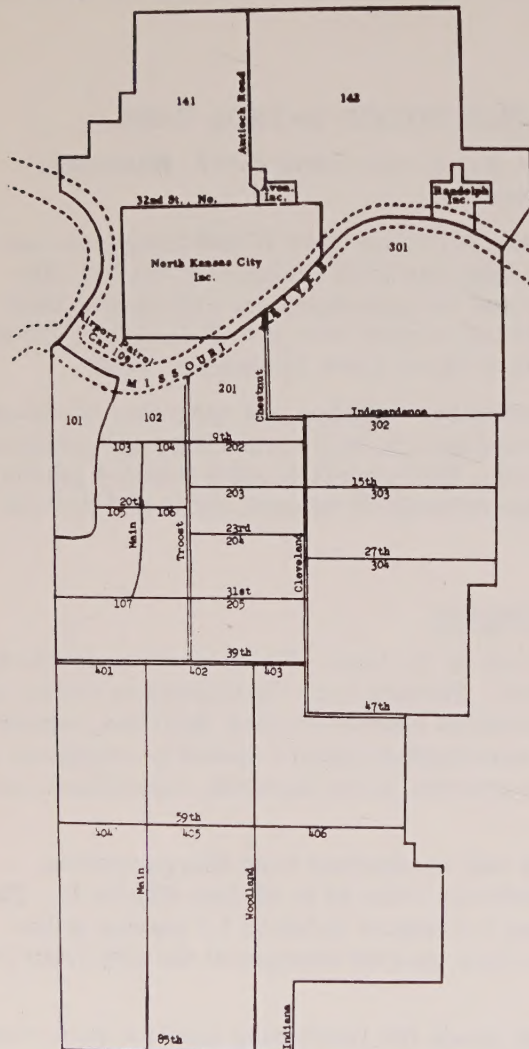 141
142
Antioch Road
Avon.
Inc.
Randolph
Inc.
32nd St. No.
301
North Kansas City
Inc.
Airport Patrol
Car 109
MISSOURI
RIVER
201
Chestnut
Independence
302
101
102
9th
103
104
202
15th
203
303
20th
105
106
Main
Troost
23rd
204
Cleveland
27th
304
31st
107
205
39th
401
402
403
47th
59th
404
405
406
Main
Woodland
Indiana
85th